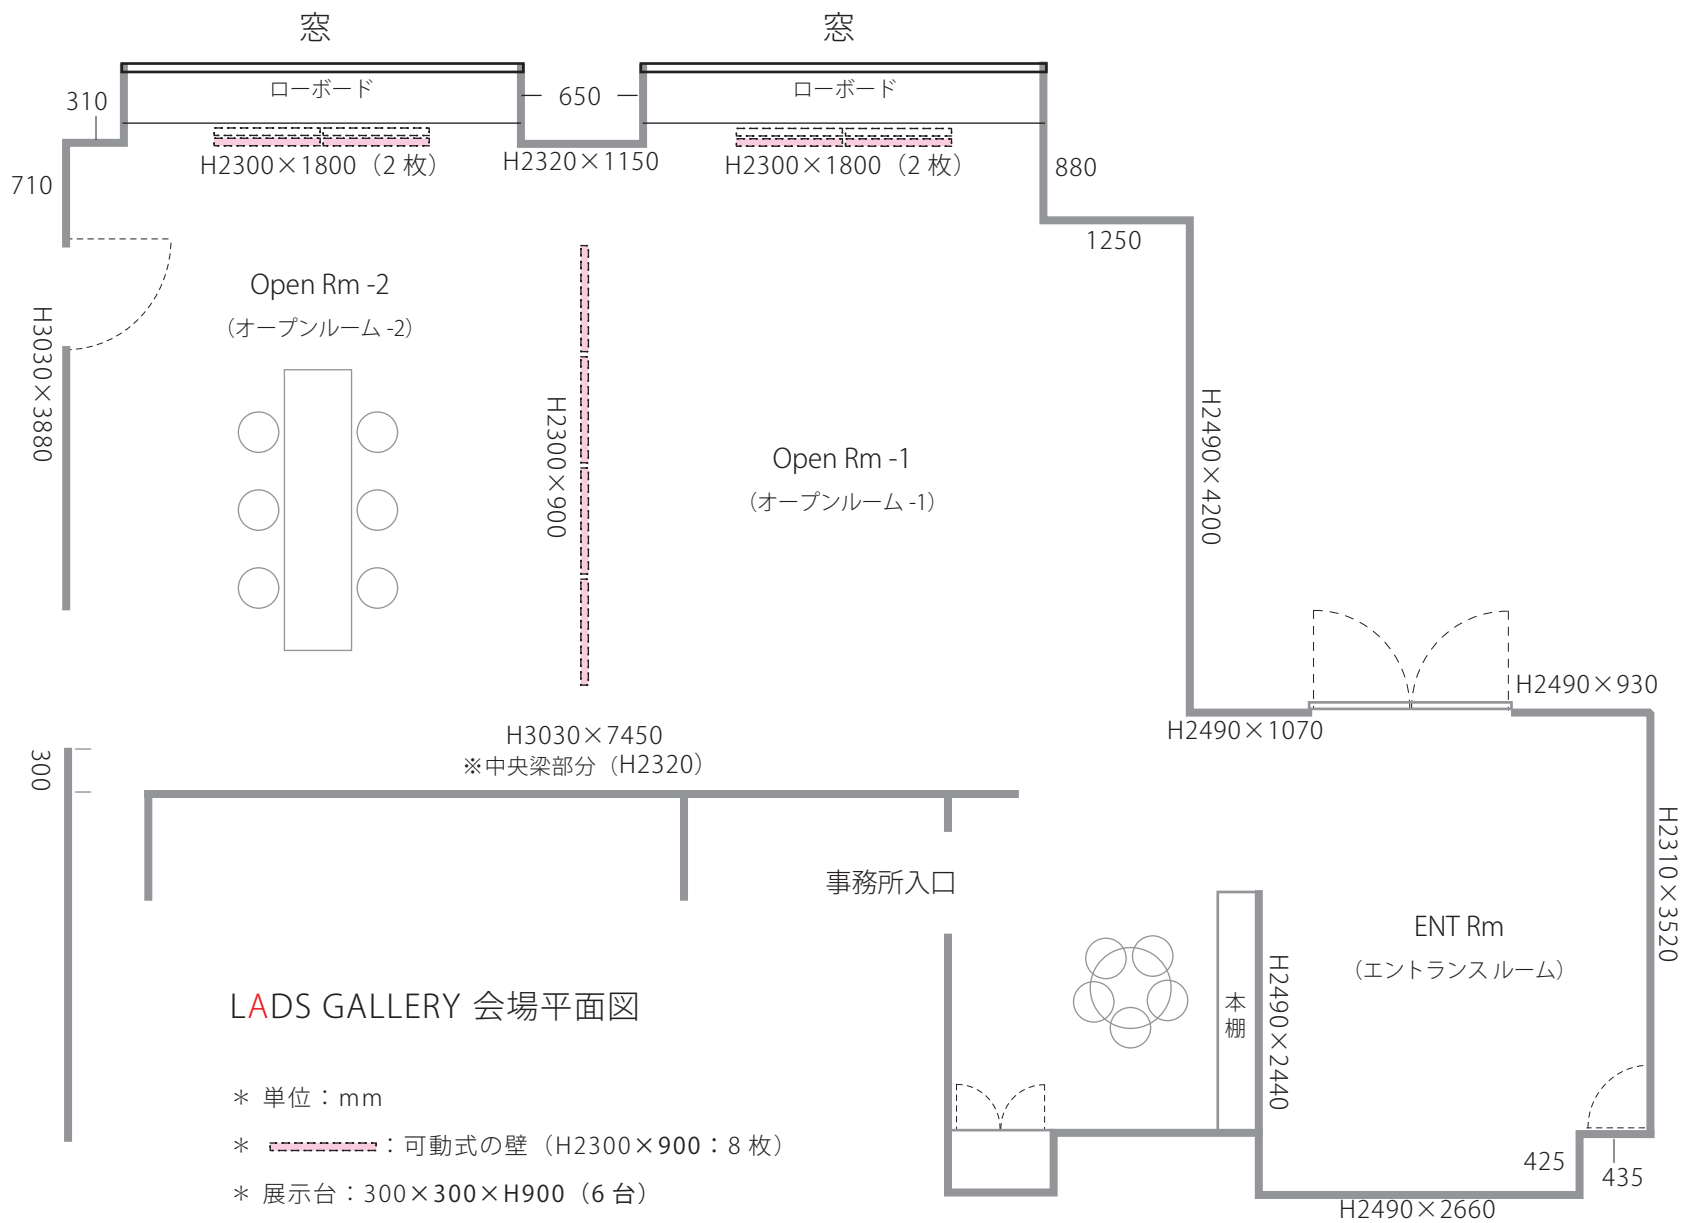 窓
窓
ローボード
ローボード
310
650
H2300×1800（2 枚）
H2320×1150
H2300×1800（2 枚）
880
710
1250
Open Rm -2
（オープンルーム -2）
H3030×3880
H2300×900
Open Rm -1
（オープンルーム -1）
H2490×4200
H2490×930
H2490×1070
H3030×7450
※中央梁部分（H2320）
300
H2310×3520
事務所入口
ENT Rm
（エントランス ルーム）
本棚
H2490×2440
LADS GALLERY 会場平面図
＊ 単位：mm
＊ ：可動式の壁（H2300×900：8 枚）
＊ 展示台：300×300×H900（6 台）
425
435
H2490×2660